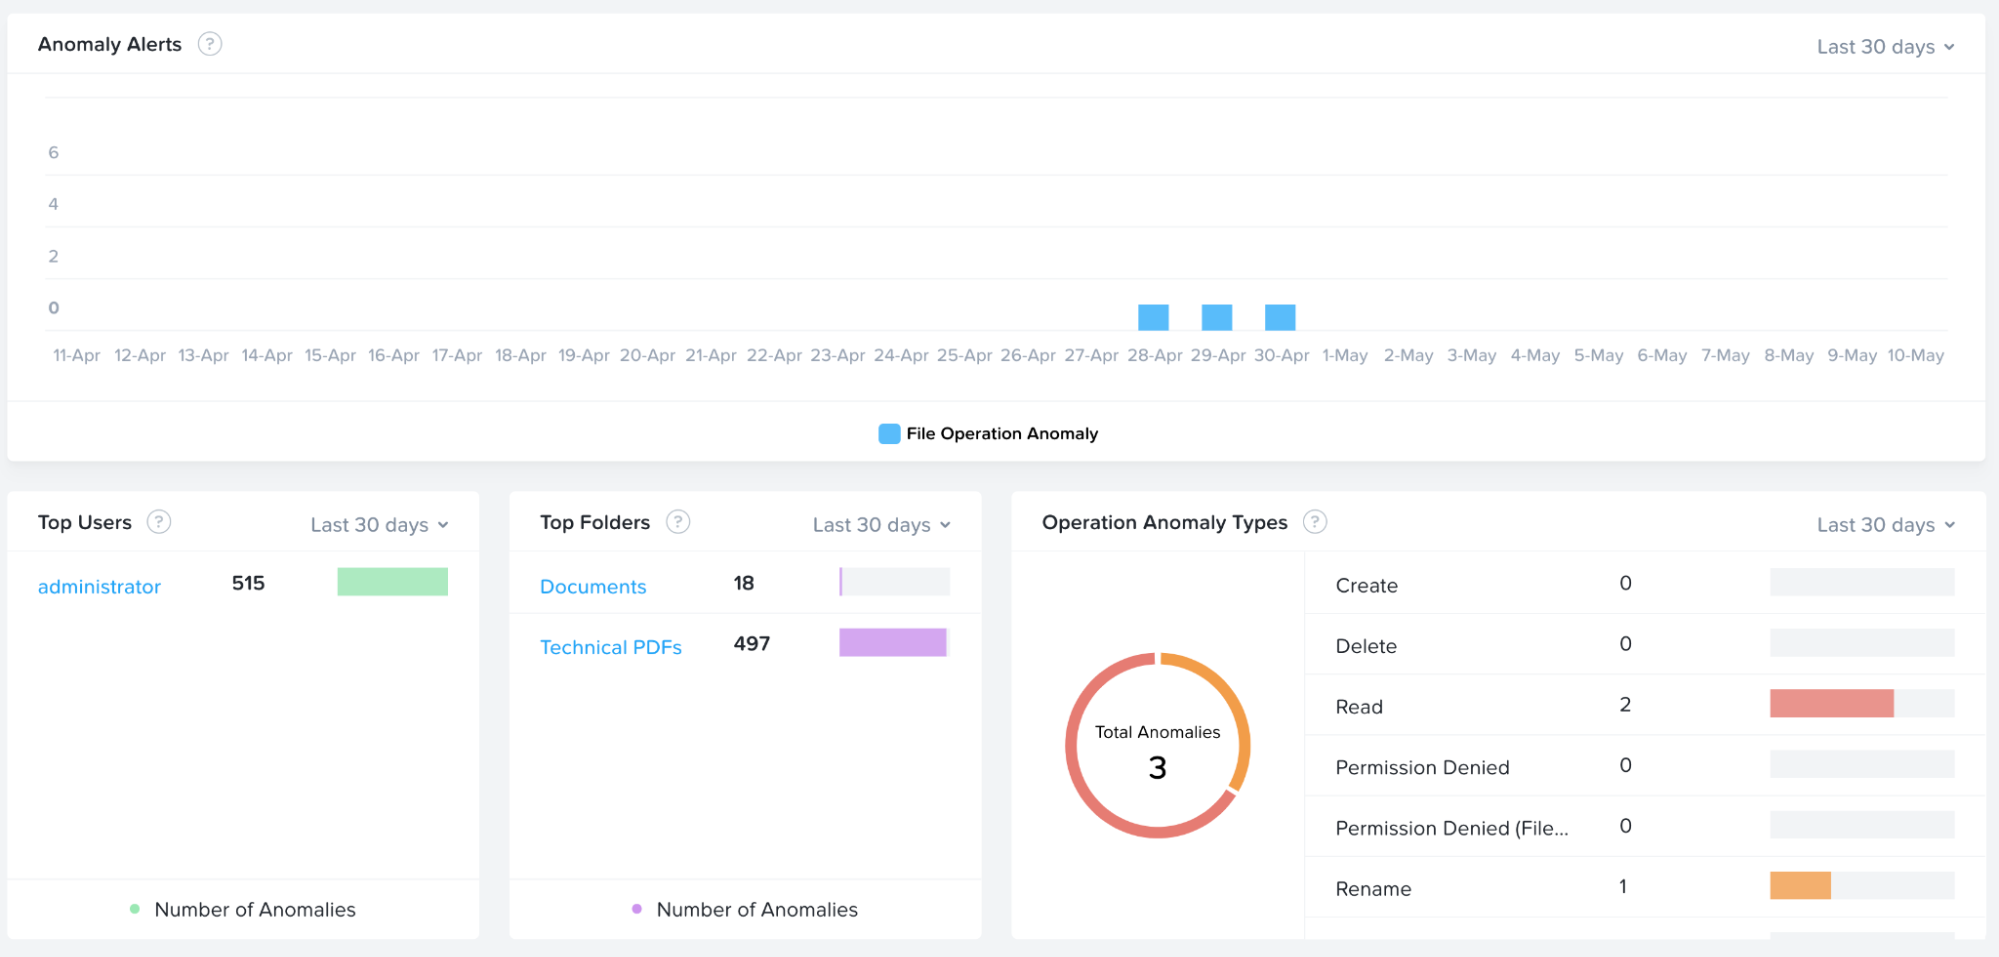 Anomaly Alerts ?
Last 30 days
6
4
2
0
11-Apr 12-Apr 13-Apr 14-Apr 15-Apr 16-Apr 17-Apr 18-Apr 19-Apr 20-Apr 21-Apr 22-Apr 23-Apr 24-Apr 25-Apr 26-Apr 27-Apr 28-Apr 29-Apr 30-Apr 1-May 2-May 3-May 4-May 5-May 6-May 7-May 8-May 9-May 10-May
File Operation Anomaly
Top Users ?
Last 30 days
administrator 515
Number of Anomalies
Top Folders ?
Last 30 days
Documents 18
Technical PDFs 497
Number of Anomalies
Operation Anomaly Types ?
Last 30 days
Total Anomalies
3
Create 0
Delete 0
Read 2
Permission Denied 0
Permission Denied (File... 0
Rename 1